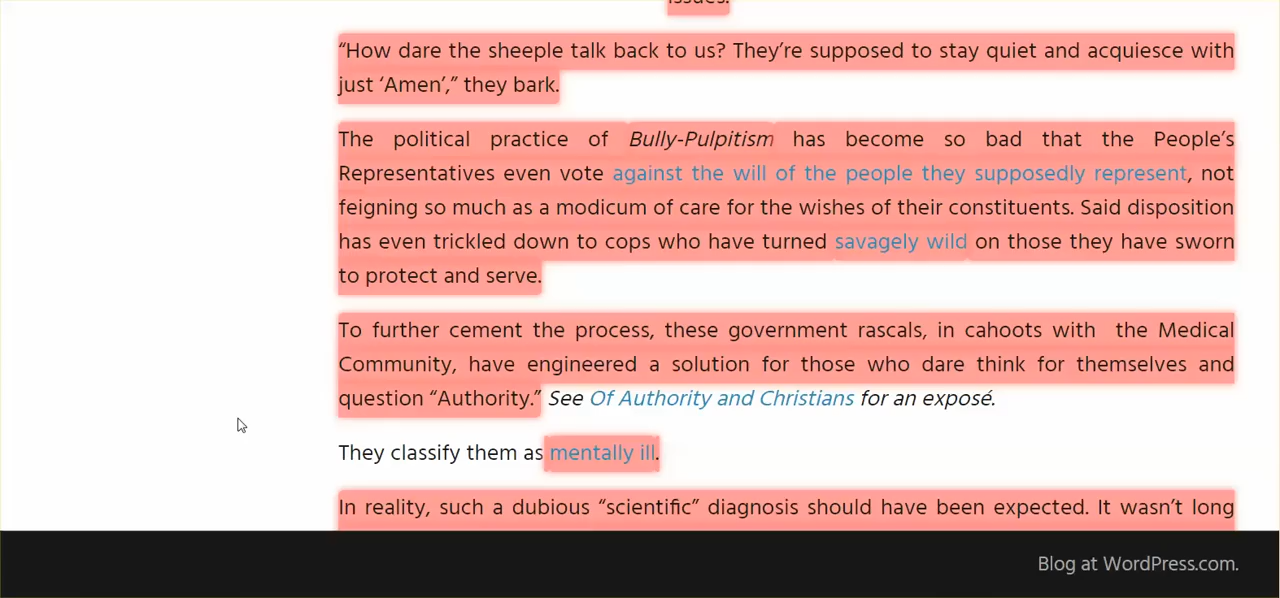 issues.
“How dare the sheeple talk back to us? They’re supposed to stay quiet and acquiesce with
just ‘Amen’,” they bark.
The political practice of Bully-Pulpitism has become so bad that the People’s
Representatives even vote against the will of the people they supposedly represent, not
feigning so much as a modicum of care for the wishes of their constituents. Said disposition
has even trickled down to cops who have turned savagely wild on those they have sworn
to protect and serve.
To further cement the process, these government rascals, in cahoots with the Medical
Community, have engineered a solution for those who dare think for themselves and
question “Authority.” See Of Authority and Christians for an exposé.
They classify them as mentally ill.
In reality, such a dubious “scientific” diagnosis should have been expected. It wasn’t long
Blog at WordPress.com.